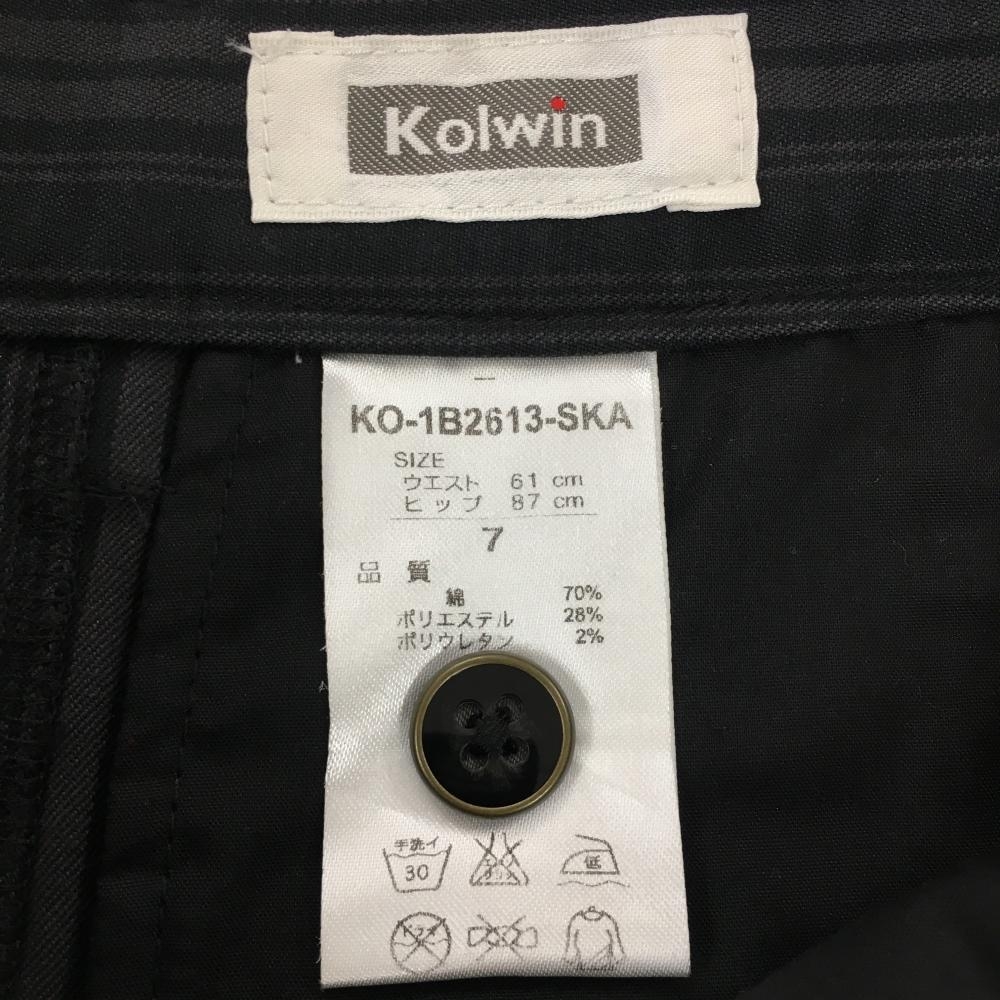 Kolwin
KO-1B2613-SKA
SIZE
ウエスト 61 cm
ヒップ 87 cm
7
品 質
綿 70%
ポリエステル 28%
ポリウレタン 2%
手洗イ
30
低